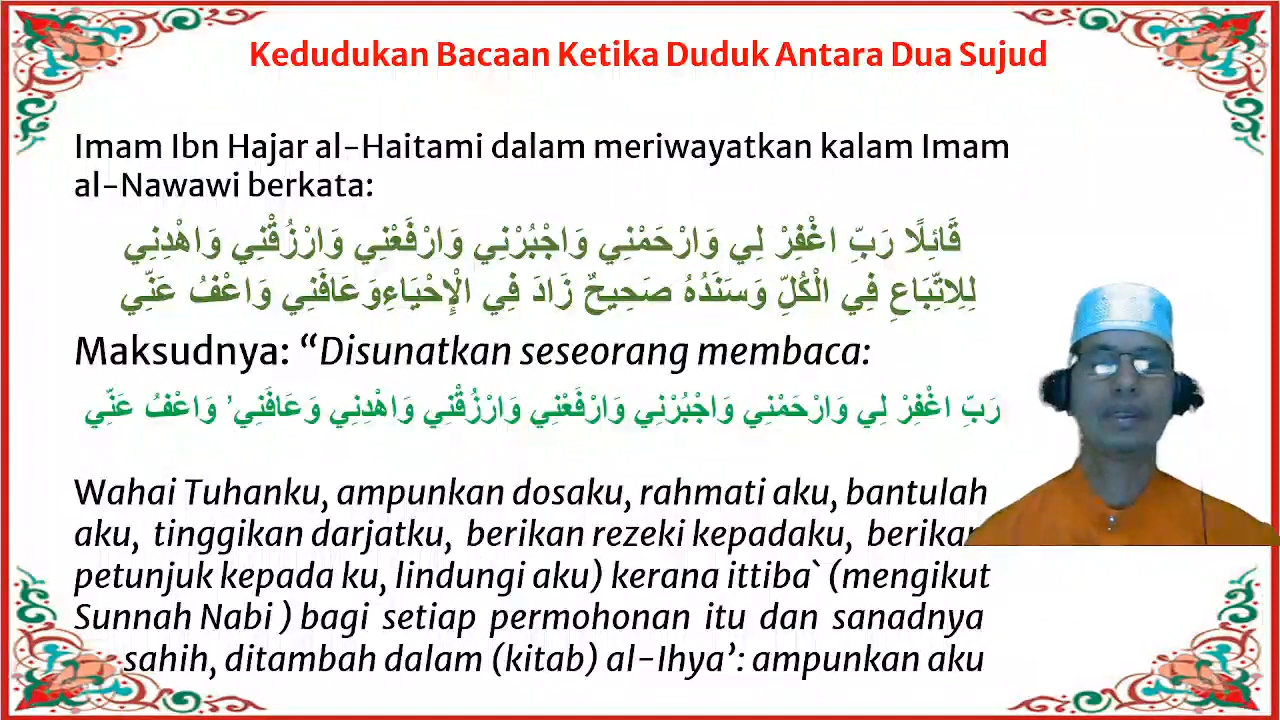 Kedudukan Bacaan Ketika Duduk Antara Dua Sujud
Imam Ibn Hajar al-Haitami dalam meriwayatkan kalam Imam
al-Nawawi berkata:
قَائِلًا رَبِّ اغْفِرْ لِي وَارْحَمْنِي وَاجْبُرْنِي وَارْفَعْنِي وَارْزُقْنِي وَاهْدِنِي
لِلِاتِّبَاعِ فِي الْكُلِّ وَسَنَدُهُ صَحِيحٌ زَادَ فِي الْإِحْيَاءِوَعَافَنِي وَاعْفُ عَنِّي
Maksudnya: “Disunatkan seseorang membaca:
رَبِّ اغْفِرْ لِي وَارْحَمْنِي وَاجْبُرْنِي وَارْفَعْنِي وَارْزُقْنِي وَاهْدِنِي وَعَافَنِي’ وَاعْفُ عَنِّي
Wahai Tuhanku, ampunkan dosaku, rahmati aku, bantulah
aku, tinggikan darjatku, berikan rezeki kepadaku, berikan
petunjuk kepada ku, lindungi aku) kerana ittiba` (mengikut
Sunnah Nabi ) bagi setiap permohonan itu dan sanadnya
sahih, ditambah dalam (kitab) al-Ihya’: ampunkan aku